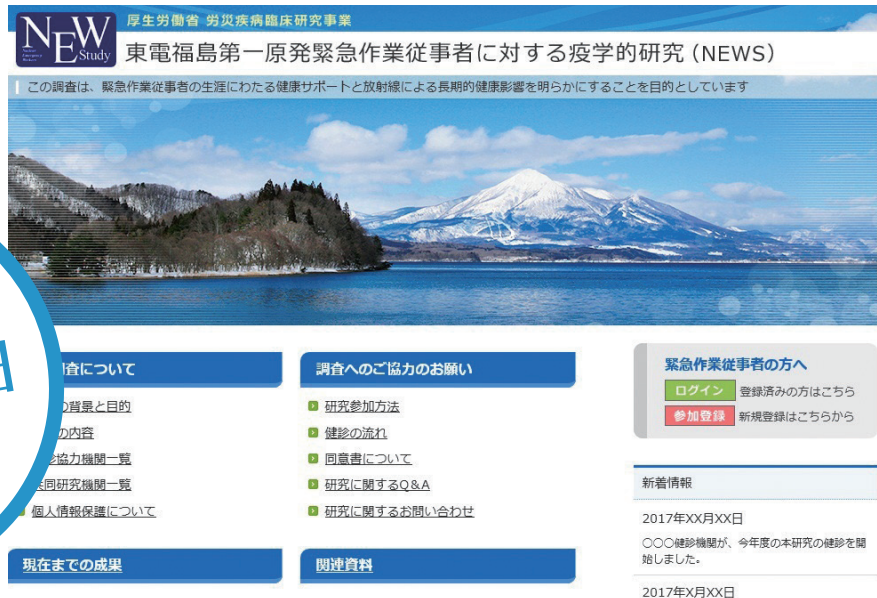 NEW Study
厚生労働省 労災疾病臨床研究事業
東電福島第一原発緊急作業従事者に対する疫学的研究(NEWS)
この調査は、緊急作業従事者の生涯にわたる健康サポートと放射線による長期的健康影響を明らかにすることを目的としています
査について
の背景と目的
の内容
協力機関一覧
共同研究機関一覧
個人情報保護について
現在までの成果
調査へのご協力のお願い
研究参加方法
健診の流れ
同意書について
研究に関するQ&A
研究に関するお問い合わせ
関連資料
緊急作業従事者の方へ
ログイン 登録済みの方はこちら
参加登録 新規登録はこちらから
新着情報
2017年XX月XX日
○○○健診機関が、今年度の本研究の健診を開
始しました。
2017年X月XX日